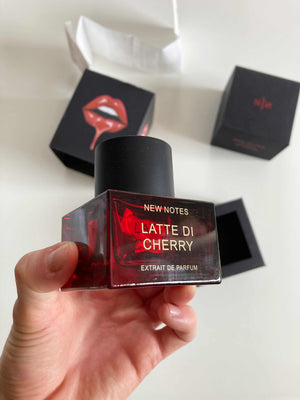 NEW NOTES
LATTE DI
CHERRY
EXTRAIT DE PARFUM
N|N